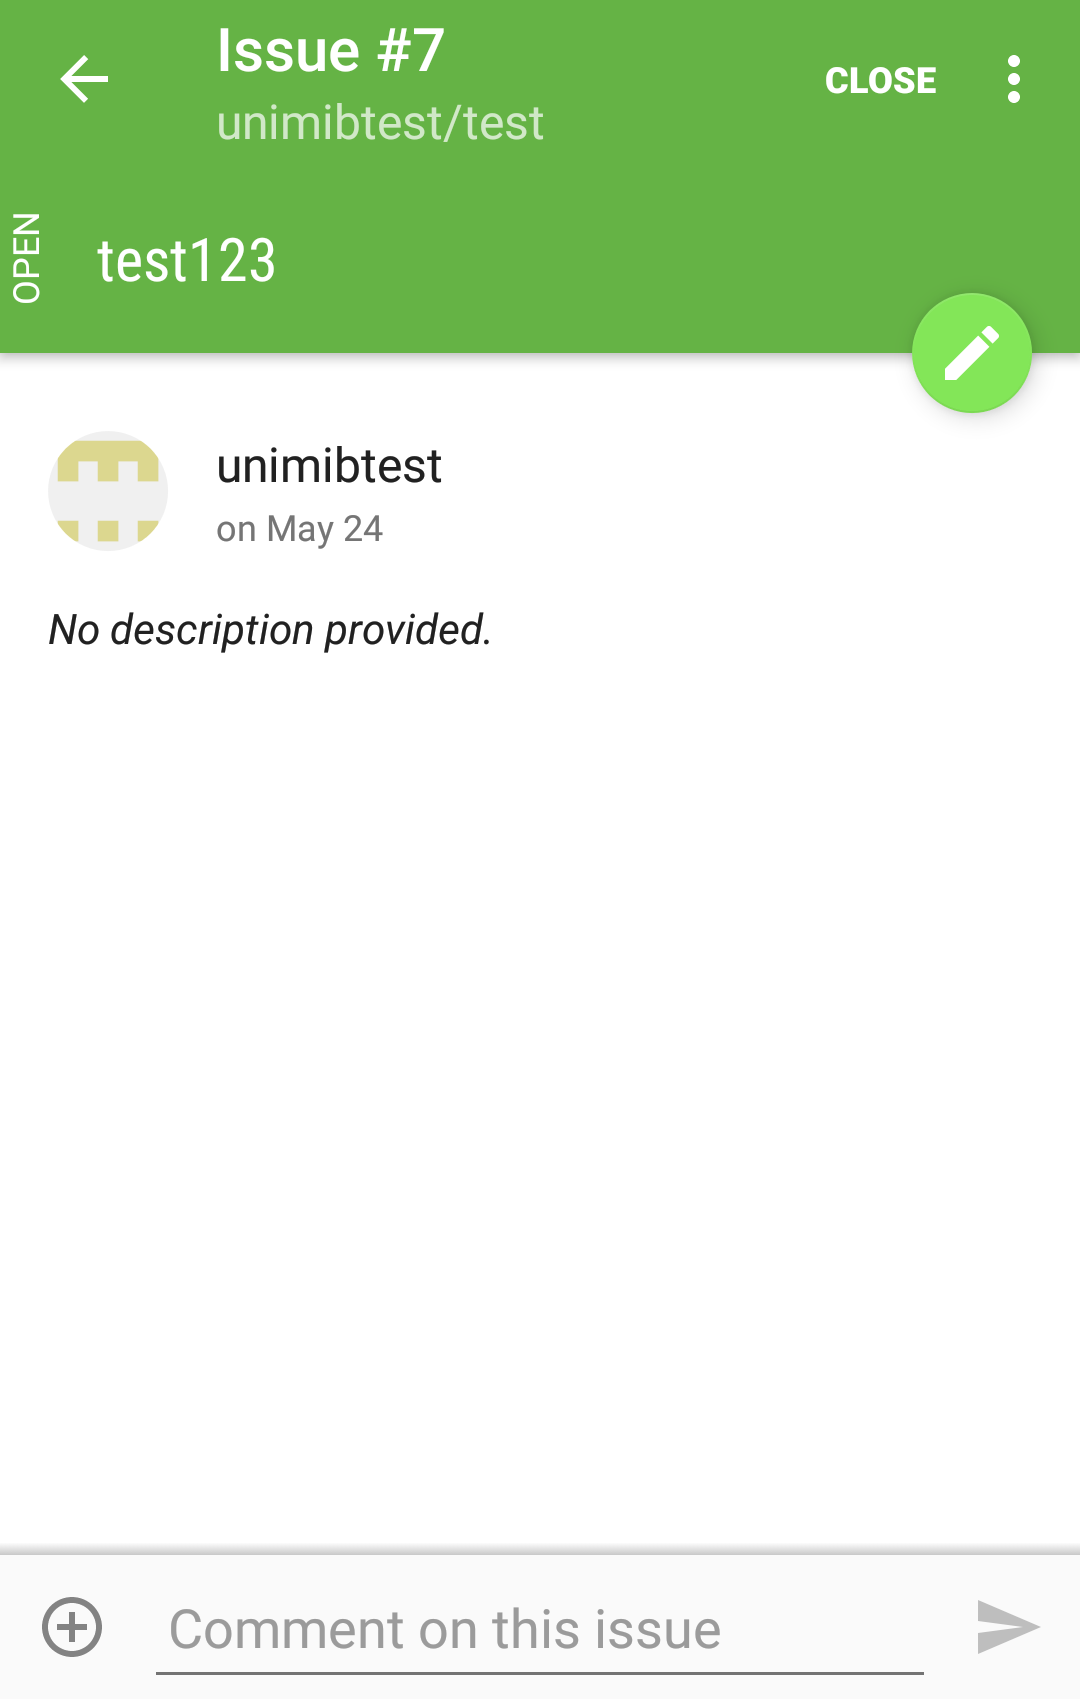 Issue #7
unimibtest/test
CLOSE
OPEN
test123
unimibtest
on May 24
No description provided.
Comment on this issue